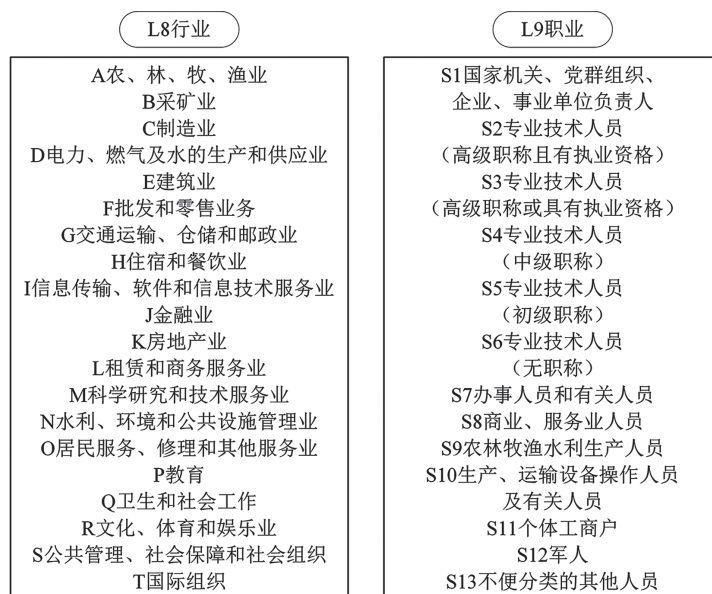 L8行业
A农、林、牧、渔业
B采矿业
C制造业
D电力、燃气及水的生产和供应业
E建筑业
F批发和零售业务
G交通运输、仓储和邮政业
H住宿和餐饮业
I信息传输、软件和信息技术服务业
J金融业
K房地产业
L租赁和商务服务业
M科学研究和技术服务业
N水利、环境和公共设施管理业
O居民服务、修理和其他服务业
P教育
Q卫生和社会工作
R文化、体育和娱乐业
S公共管理、社会保障和社会组织
T国际组织
L9职业
S1国家机关、党群组织、
企业、事业单位负责人
S2专业技术人员
（高级职称且有执业资格）
S3专业技术人员
（高级职称或具有执业资格）
S4专业技术人员
（中级职称）
S5专业技术人员
（初级职称）
S6专业技术人员
（无职称）
S7办事人员和有关人员
S8商业、服务业人员
S9农林牧渔水利生产人员
S10生产、运输设备操作人员
及有关人员
S11个体工商户
S12军人
S13不便分类的其他人员